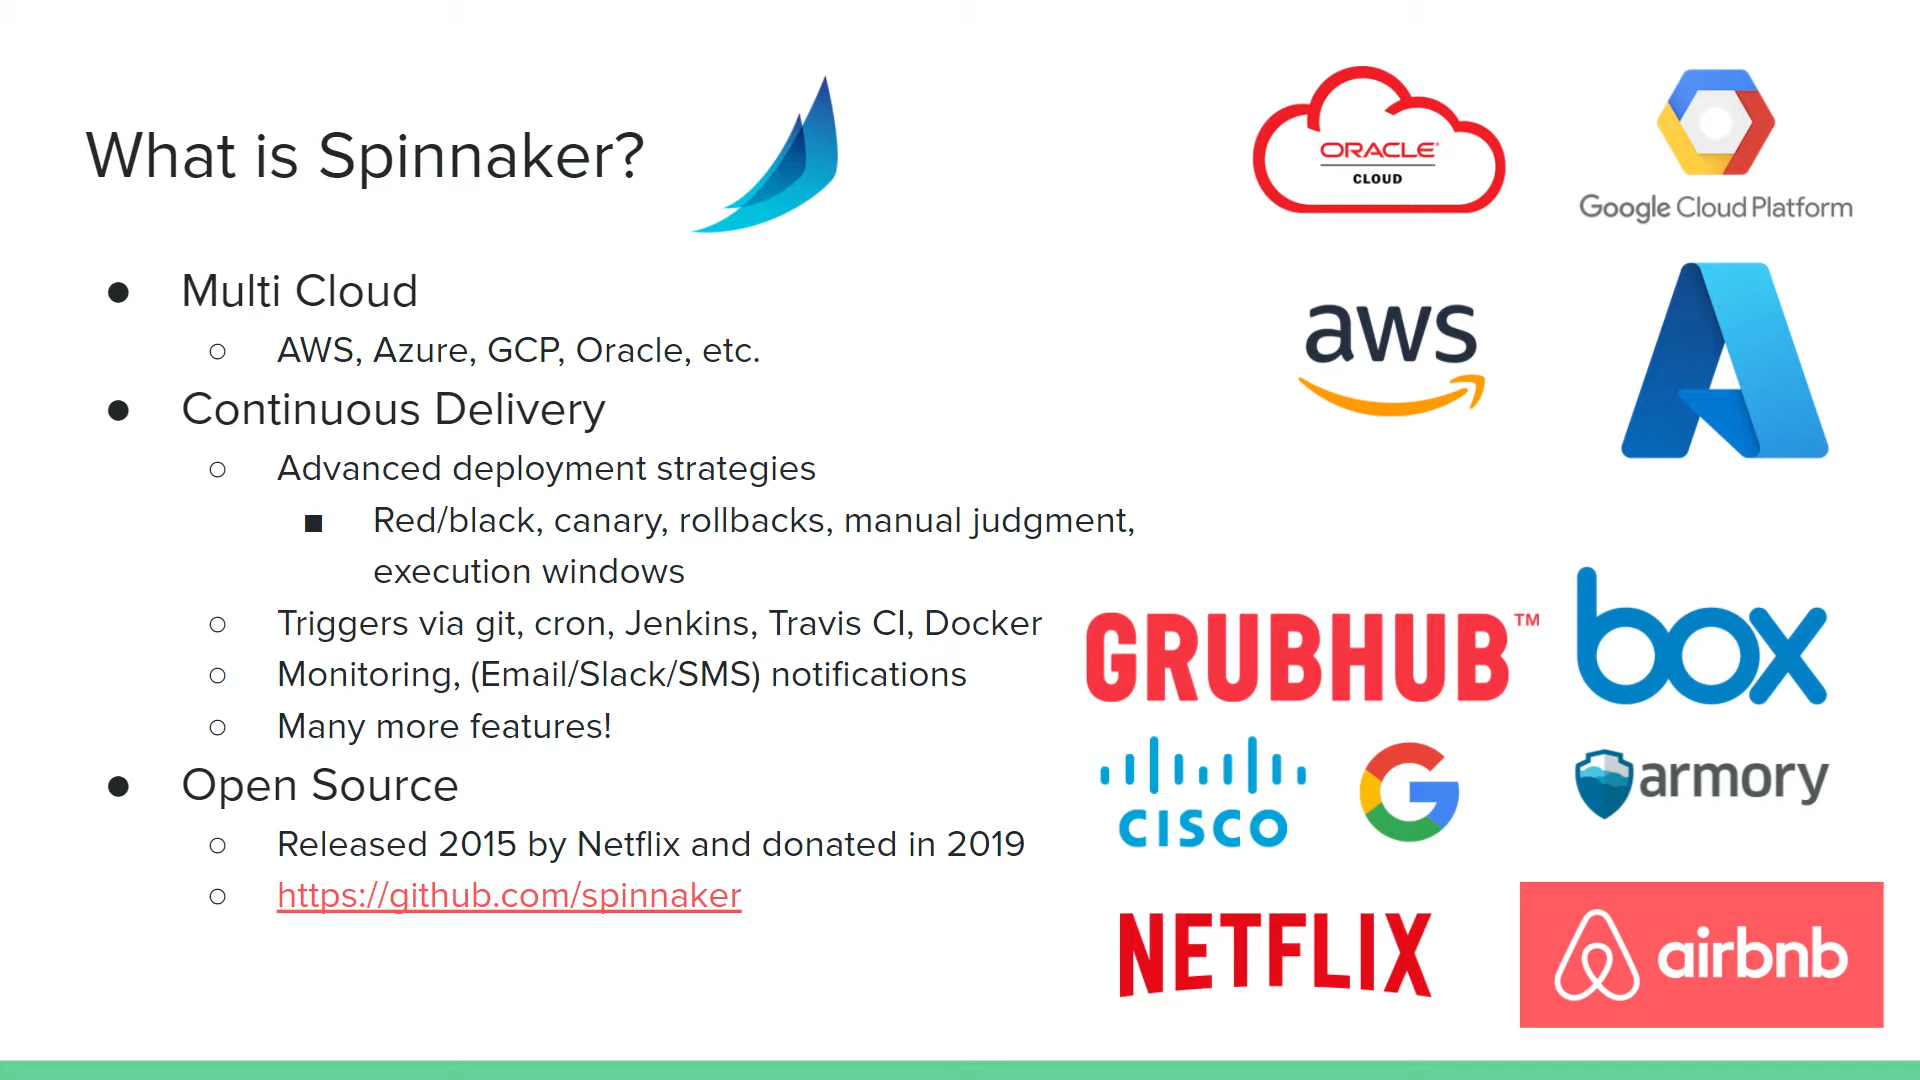 What is Spinnaker?
● Multi Cloud
○ AWS, Azure, GCP, Oracle, etc.
● Continuous Delivery
○ Advanced deployment strategies
■ Red/black, canary, rollbacks, manual judgment,
execution windows
○ Triggers via git, cron, Jenkins, Travis CI, Docker
○ Monitoring, (Email/Slack/SMS) notifications
○ Many more features!
● Open Source
○ Released 2015 by Netflix and donated in 2019
○ https://github.com/spinnaker
ORACLE
CLOUD
Google Cloud Platform
aws
GRUBHUB™
box
CISCO
G
armory
NETFLIX
airbnb